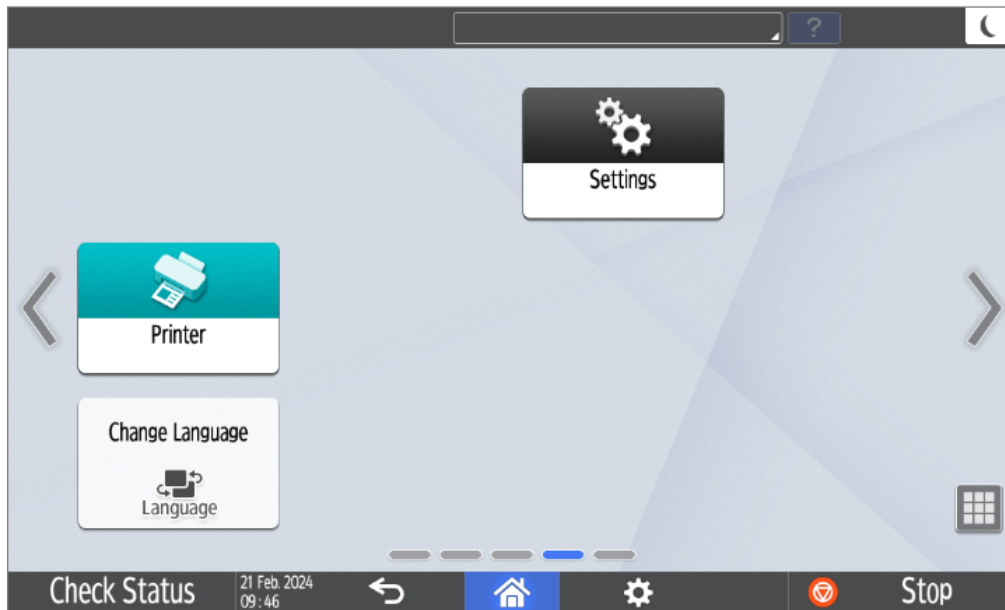 ?
Settings
Printer
Change Language
Language
Check Status
21 Feb. 2024
09:46
Stop